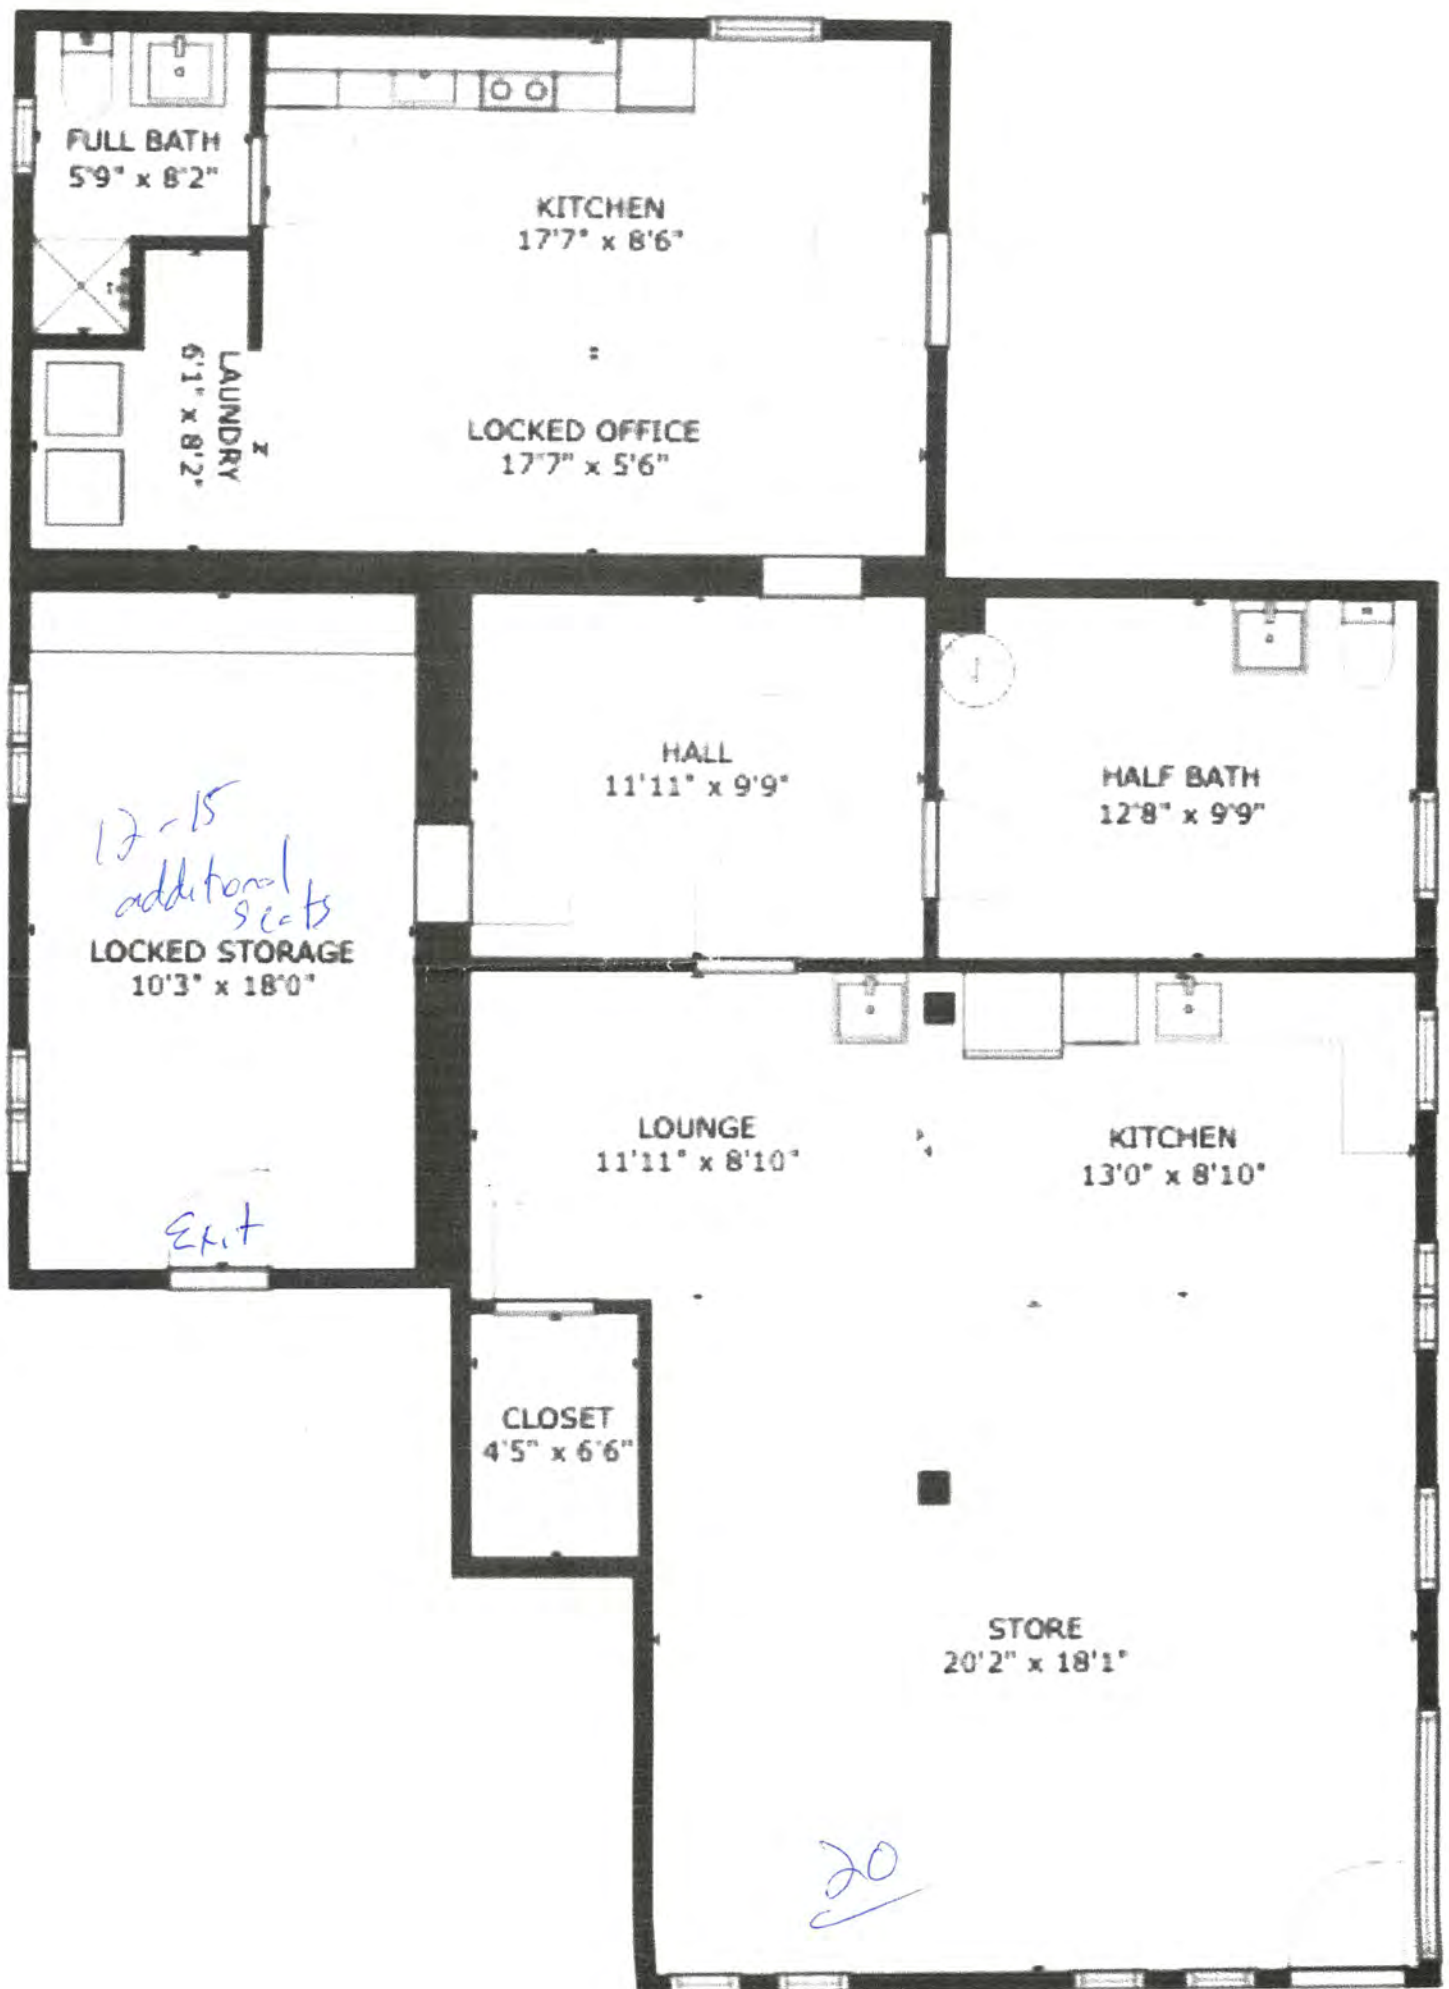 FULL BATH
5'9" x 8'2"
KITCHEN
17'7" x 8'6"
LAUNDRY
6'1" x 8'2"
LOCKED OFFICE
17'7" x 5'6"
HALL
11'11" x 9'9"
HALF BATH
12'8" x 9'9"
12-15
additional
seats
LOCKED STORAGE
10'3" x 18'0"
Exit
LOUNGE
11'11" x 8'10"
KITCHEN
13'0" x 8'10"
CLOSET
4'5" x 6'6"
STORE
20'2" x 18'1"
20